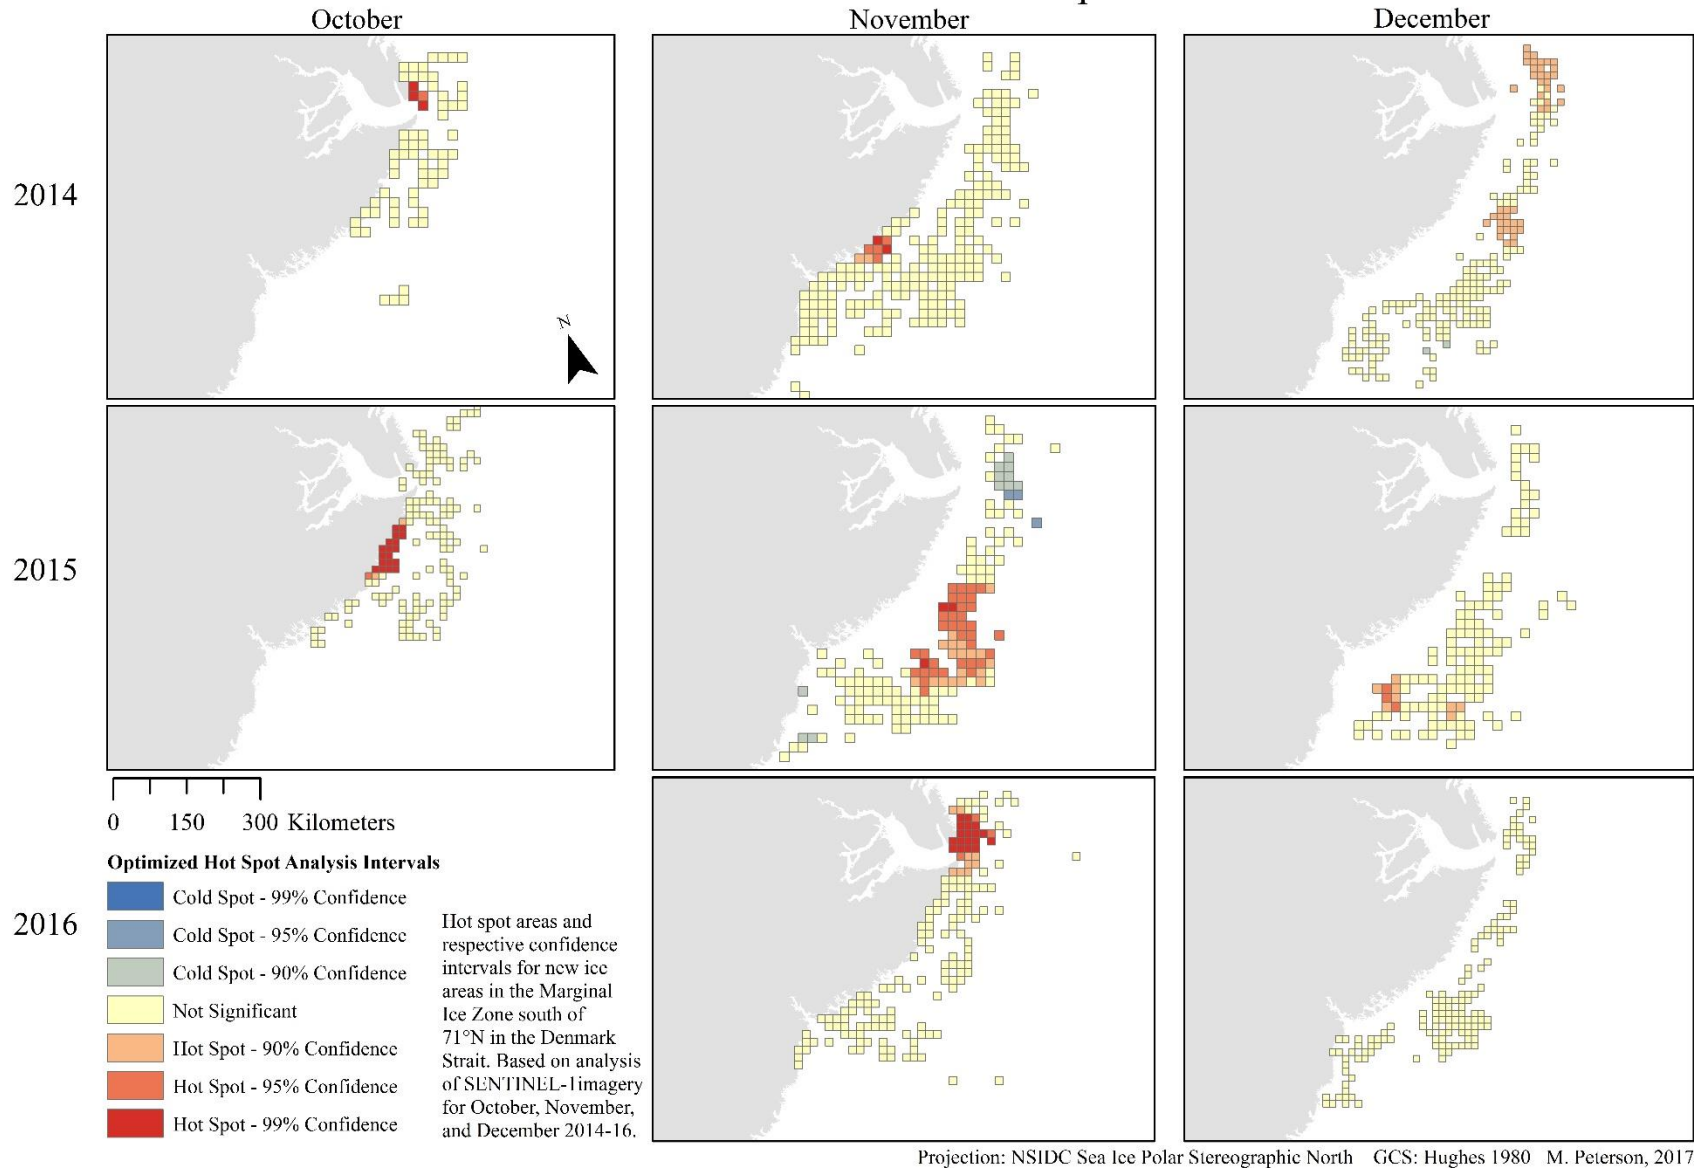 October November December
2014
N
2015
0 150 300 Kilometers
Optimized Hot Spot Analysis Intervals
Cold Spot - 99% Confidence
Cold Spot - 95% Confidence
Cold Spot - 90% Confidence
Not Significant
Hot Spot - 90% Confidence
Hot Spot - 95% Confidence
Hot Spot - 99% Confidence
2016
Hot spot areas and
respective confidence
intervals for new ice
areas in the Marginal
Ice Zone south of
71°N in the Denmark
Strait. Based on analysis
of SENTINEL-1imagery
for October, November,
and December 2014-16.
Projection: NSIDC Sea Ice Polar Stereographic North GCS: Hughes 1980 M. Peterson, 2017